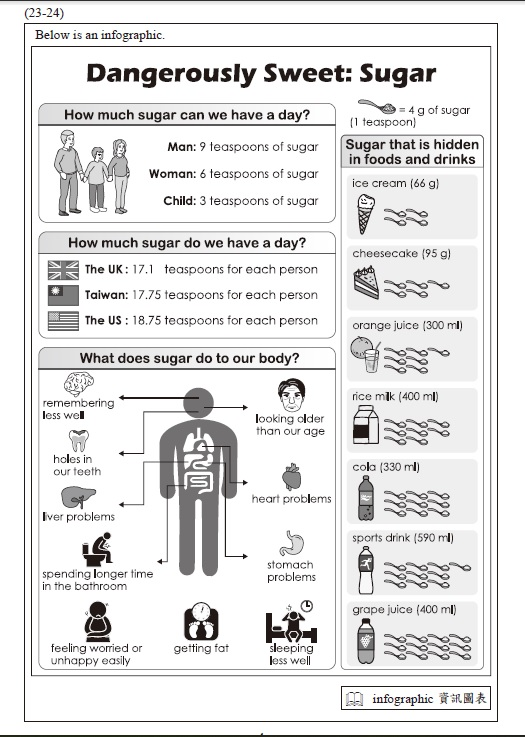 (23-24)
Below is an infographic.
Dangerously Sweet: Sugar
How much sugar can we have a day?
Man: 9 teaspoons of sugar
Woman: 6 teaspoons of sugar
Child: 3 teaspoons of sugar
How much sugar do we have a day?
The UK : 17.1 teaspoons for each person
Taiwan: 17.75 teaspoons for each person
The US : 18.75 teaspoons for each person
What does sugar do to our body?
remembering
less well
looking older
than our age
holes in
our teeth
heart problems
liver problems
stomach
problems
spending longer time
in the bathroom
feeling worried or
unhappy easily
getting fat
sleeping
less well
= 4 g of sugar
(1 teaspoon)
Sugar that is hidden
in foods and drinks
ice cream (66 g)
cheesecake (95 g)
orange juice (300 ml)
rice milk (400 ml)
cola (330 ml)
sports drink (590 ml)
grape juice (400 ml)
infographic 資訊圖表